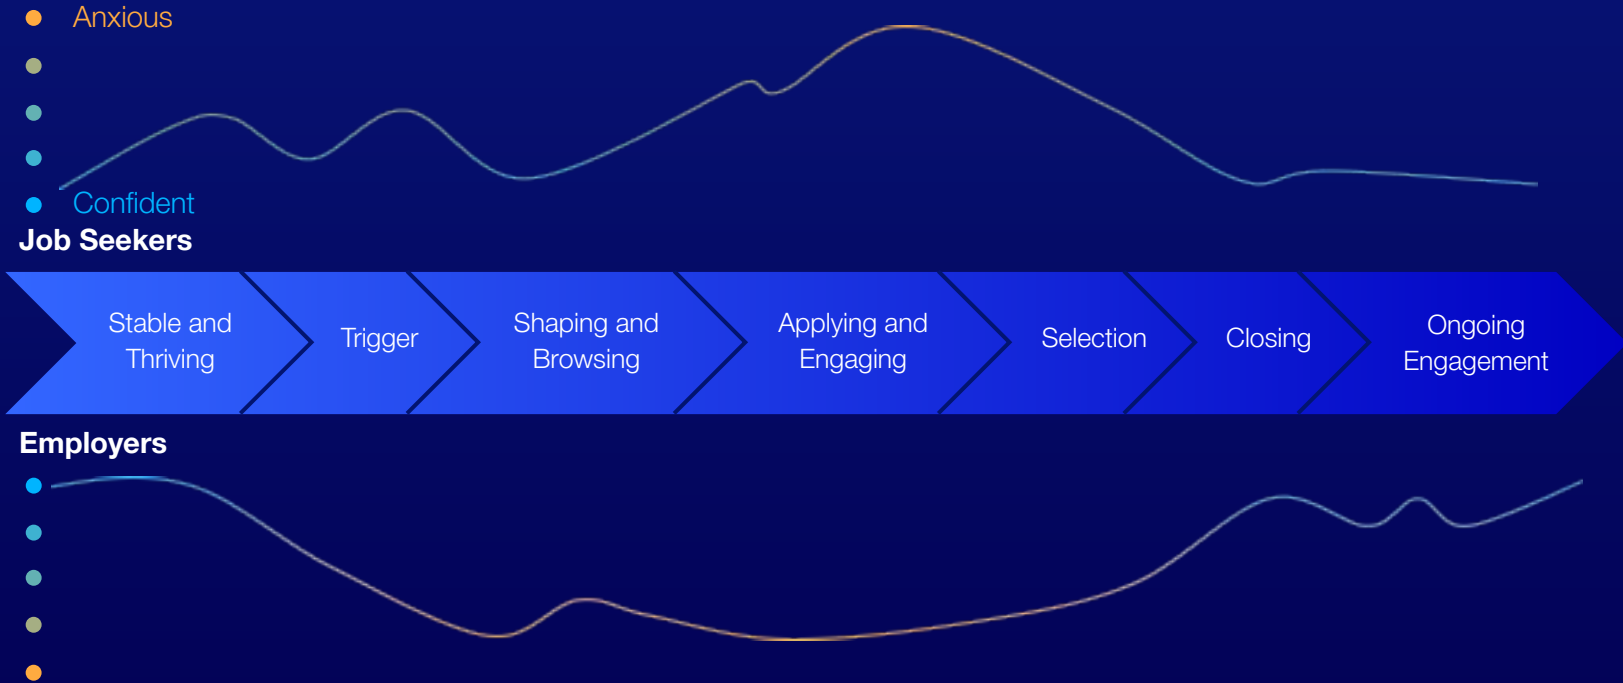 Anxious
Confident
Job Seekers
Stable and
Thriving
Trigger
Shaping and
Browsing
Applying and
Engaging
Selection
Closing
Ongoing
Engagement
Employers